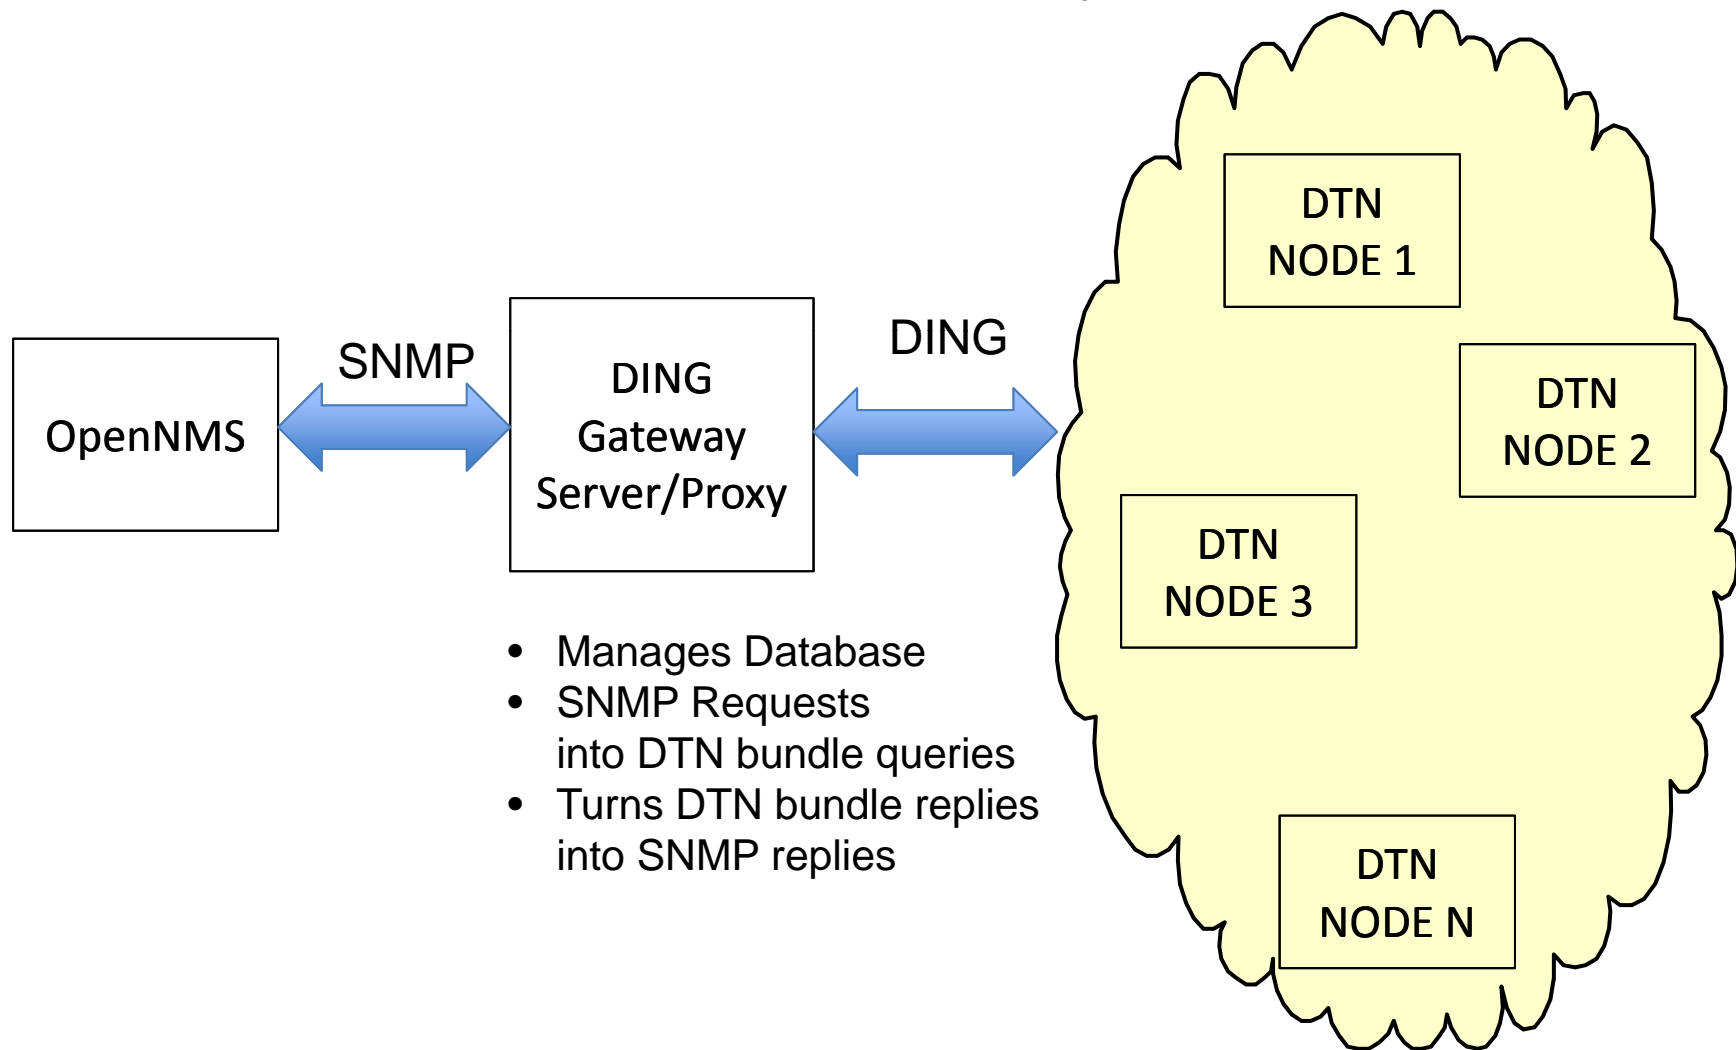 OpenNMS
SNMP
DING
Gateway
Server/Proxy
DING
• Manages Database
• SNMP Requests
into DTN bundle queries
• Turns DTN bundle replies
into SNMP replies
DTN
NODE 1
DTN
NODE 2
DTN
NODE 3
DTN
NODE N